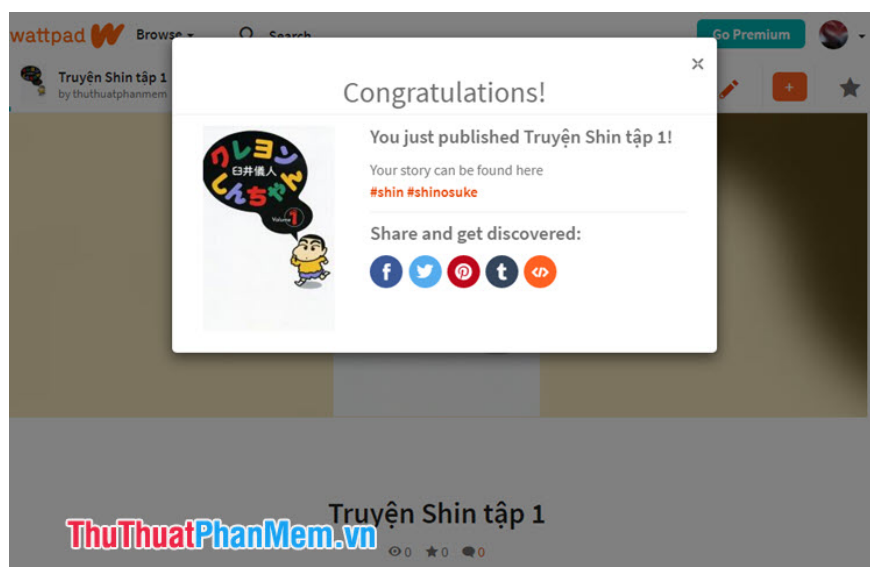 wattpad Browse Search Go Premium
Truyện Shin tập 1
by thuthuatphanmem
Congratulations!
クレヨンしんちゃん
臼井儀人
Volume 1
You just published Truyện Shin tập 1!
Your story can be found here
#shin #shinosuke
Share and get discovered:
Truyện Shin tập 1
ThuThuatPhanMem.vn
0 0 0